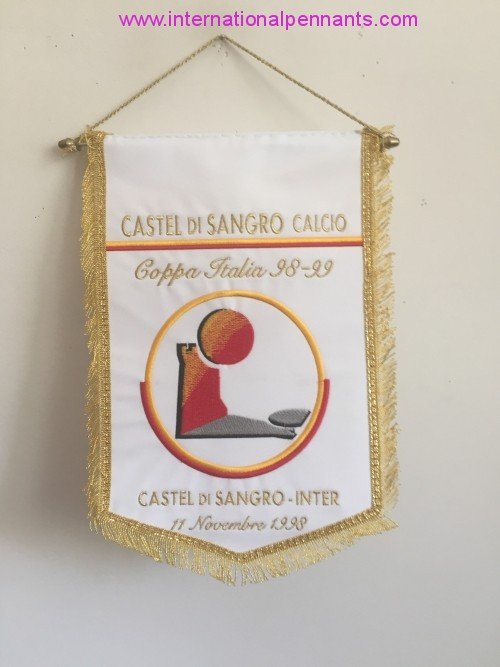 www.internationalpennants.com
CASTEL DI SANGRO CALCIO
Coppa Italia 98-99
CASTEL DI SANGRO - INTER
11 Novembre 1998